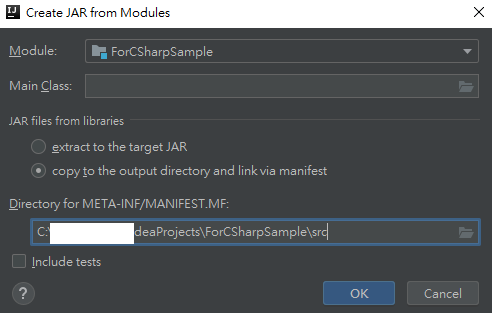 Create JAR from Modules
Module: ForCSharpSample
Main Class:
JAR files from libraries
extract to the target JAR
copy to the output directory and link via manifest
Directory for META-INF/MANIFEST.MF:
C:\ deaProjects\ForCSharpSample\src
Include tests
? OK Cancel